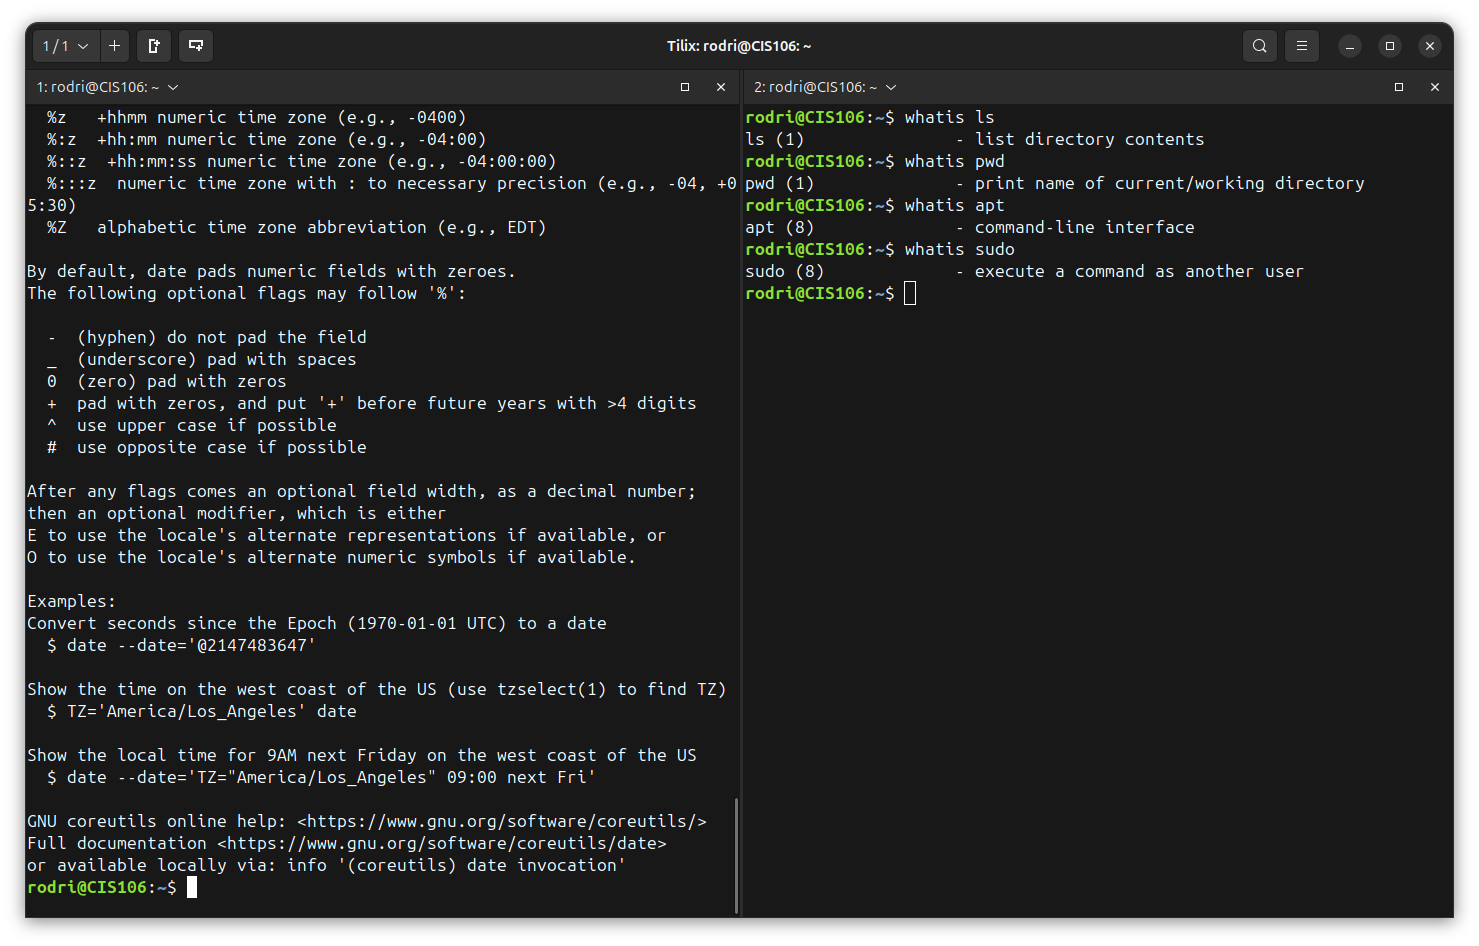 1 / 1
Tilix: rodri@CIS106: ~
1: rodri@CIS106: ~
  %z   +hhmm numeric time zone (e.g., -0400)
  %:z  +hh:mm numeric time zone (e.g., -04:00)
  %::z  +hh:mm:ss numeric time zone (e.g., -04:00:00)
  %:::z  numeric time zone with : to necessary precision (e.g., -04, +0
5:30)
  %Z   alphabetic time zone abbreviation (e.g., EDT)
By default, date pads numeric fields with zeroes.
The following optional flags may follow '%':
  -  (hyphen) do not pad the field
  _  (underscore) pad with spaces
  0  (zero) pad with zeros
  +  pad with zeros, and put '+' before future years with >4 digits
  ^  use upper case if possible
  #  use opposite case if possible
After any flags comes an optional field width, as a decimal number;
then an optional modifier, which is either
E to use the locale's alternate representations if available, or
O to use the locale's alternate numeric symbols if available.
Examples:
Convert seconds since the Epoch (1970-01-01 UTC) to a date
  $ date --date='@2147483647'
Show the time on the west coast of the US (use tzselect(1) to find TZ)
  $ TZ='America/Los_Angeles' date
Show the local time for 9AM next Friday on the west coast of the US
  $ date --date='TZ="America/Los_Angeles" 09:00 next Fri'
GNU coreutils online help: <https://www.gnu.org/software/coreutils/>
Full documentation <https://www.gnu.org/software/coreutils/date>
or available locally via: info '(coreutils) date invocation'
rodri@CIS106:~$
2: rodri@CIS106: ~
rodri@CIS106:~$ whatis ls
ls (1)               - list directory contents
rodri@CIS106:~$ whatis pwd
pwd (1)              - print name of current/working directory
rodri@CIS106:~$ whatis apt
apt (8)              - command-line interface
rodri@CIS106:~$ whatis sudo
sudo (8)             - execute a command as another user
rodri@CIS106:~$